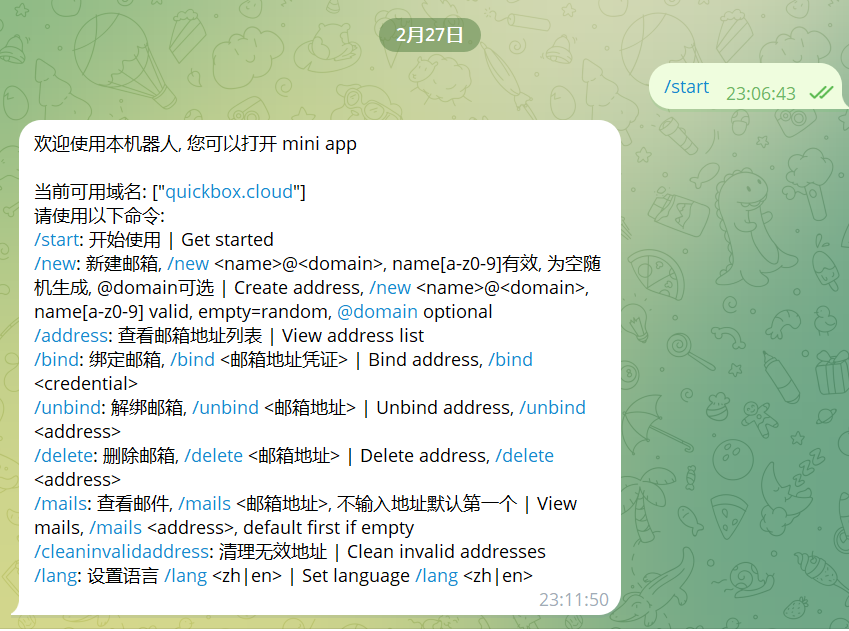 2月27日
/start 23:06:43
欢迎使用本机器人, 您可以打开 mini app
当前可用域名: ["quickbox.cloud"]
请使用以下命令:
/start: 开始使用 | Get started
/new: 新建邮箱, /new <name>@<domain>, name[a-z0-9]有效, 为空随
机生成, @domain可选 | Create address, /new <name>@<domain>,
name[a-z0-9] valid, empty=random, @domain optional
/address: 查看邮箱地址列表 | View address list
/bind: 绑定邮箱, /bind <邮箱地址凭证> | Bind address, /bind
<credential>
/unbind: 解绑邮箱, /unbind <邮箱地址> | Unbind address, /unbind
<address>
/delete: 删除邮箱, /delete <邮箱地址> | Delete address, /delete
<address>
/mails: 查看邮件, /mails <邮箱地址>, 不输入地址默认第一个 | View
mails, /mails <address>, default first if empty
/cleaninvalidaddress: 清理无效地址 | Clean invalid addresses
/lang: 设置语言 /lang <zh|en> | Set language /lang <zh|en>
23:11:50